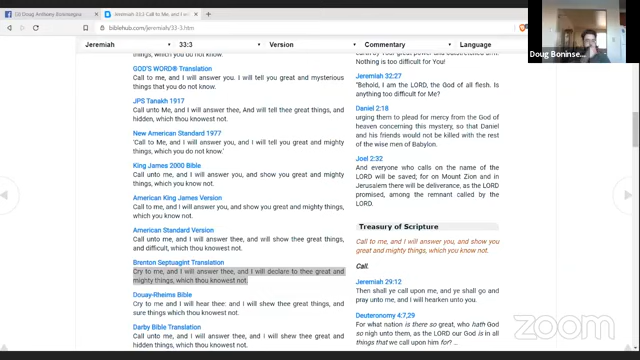 Doug Anthony Boninsegna
Jeremiah 33:3 Call to Me, and I w
biblehub.com/jeremiah/33-3.htm
Jeremiah
33:3
Version
Commentary
Language
things, which you do not know.
GOD'S WORD® Translation
Call to me, and I will answer you. I will tell you great and mysterious
things that you do not know.
JPS Tanakh 1917
Call unto Me, and I will answer thee, And will tell thee great things, and
hidden, which thou knowest not.
New American Standard 1977
'Call to Me, and I will answer you, and I will tell you great and mighty
things, which you do not know.'
King James 2000 Bible
Call unto me, and I will answer you, and show you great and mighty
things, which you know not.
American King James Version
Call to me, and I will answer you, and show you great and mighty things,
which you know not.
American Standard Version
Call unto me, and I will answer thee, and will show thee great things,
and difficult, which thou knowest not.
Brenton Septuagint Translation
Cry to me, and I will answer thee, and I will declare to thee great and
mighty things, which thou knowest not.
Douay-Rheims Bible
Cry to me and I will hear thee: and I will shew thee great things, and
sure things which thou knowest not.
Darby Bible Translation
Call unto me, and I will answer thee, and I will shew thee great and
hidden things, which thou knowest not.
Nothing is too difficult for You!
Jeremiah 32:27
"Behold, I am the LORD, the God of all flesh. Is
anything too difficult for Me?
Daniel 2:18
urging them to plead for mercy from the God of
heaven concerning this mystery, so that Daniel
and his friends would not be killed with the rest
of the wise men of Babylon.
Joel 2:32
And everyone who calls on the name of the
LORD will be saved; for on Mount Zion and in
Jerusalem there will be deliverance, as the LORD
promised, among the remnant called by the
LORD.
Treasury of Scripture
Call to me, and I will answer you, and show you
great and mighty things, which you know not.
Call.
Jeremiah 29:12
Then shall ye call upon me, and ye shall go and
pray unto me, and I will hearken unto you.
Deuteronomy 4:7,29
For what nation is there so great, who hath God
so nigh unto them, as the LORD our God is in all
things that we call upon him for? …
Doug Boninse...
zoom